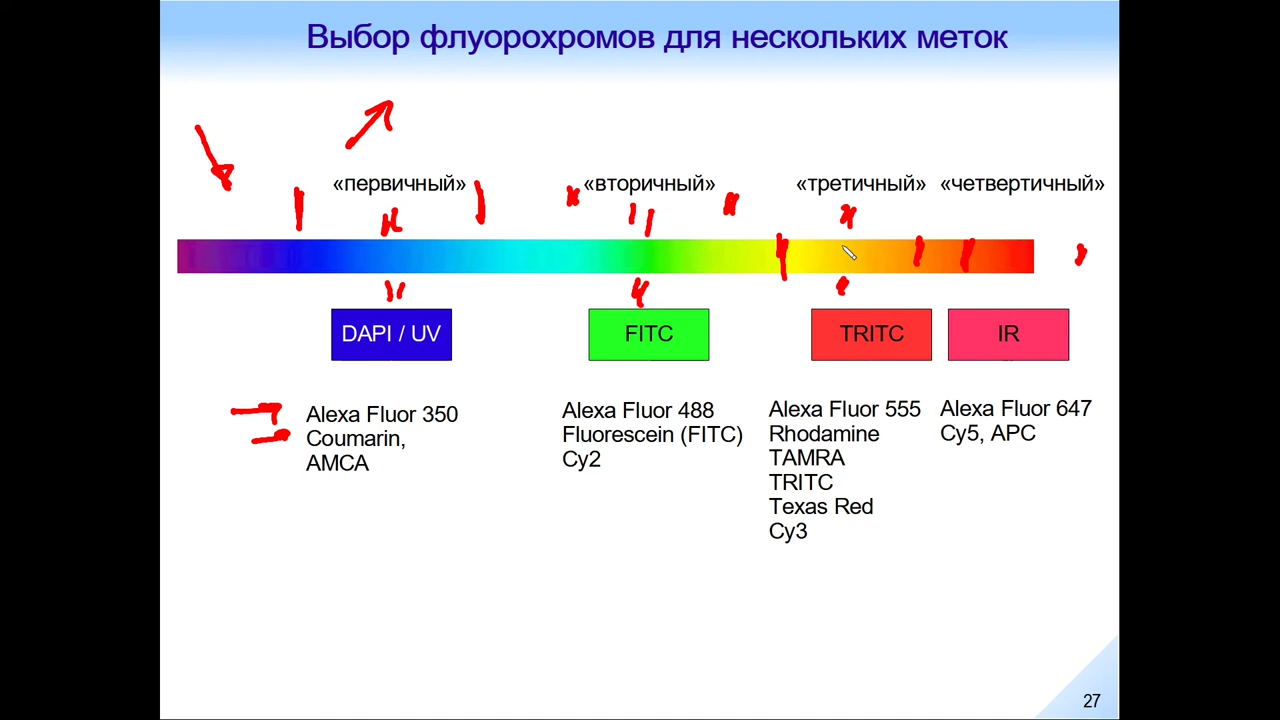 Выбор флуорохромов для нескольких меток
«первичный» «вторичный» «третичный» «четвертичный»
DAPI / UV FITC TRITC IR
Alexa Fluor 350
Coumarin,
AMCA
Alexa Fluor 488
Fluorescein (FITC)
Cy2
Alexa Fluor 555
Rhodamine
TAMRA
TRITC
Texas Red
Cy3
Alexa Fluor 647
Cy5, APC
27